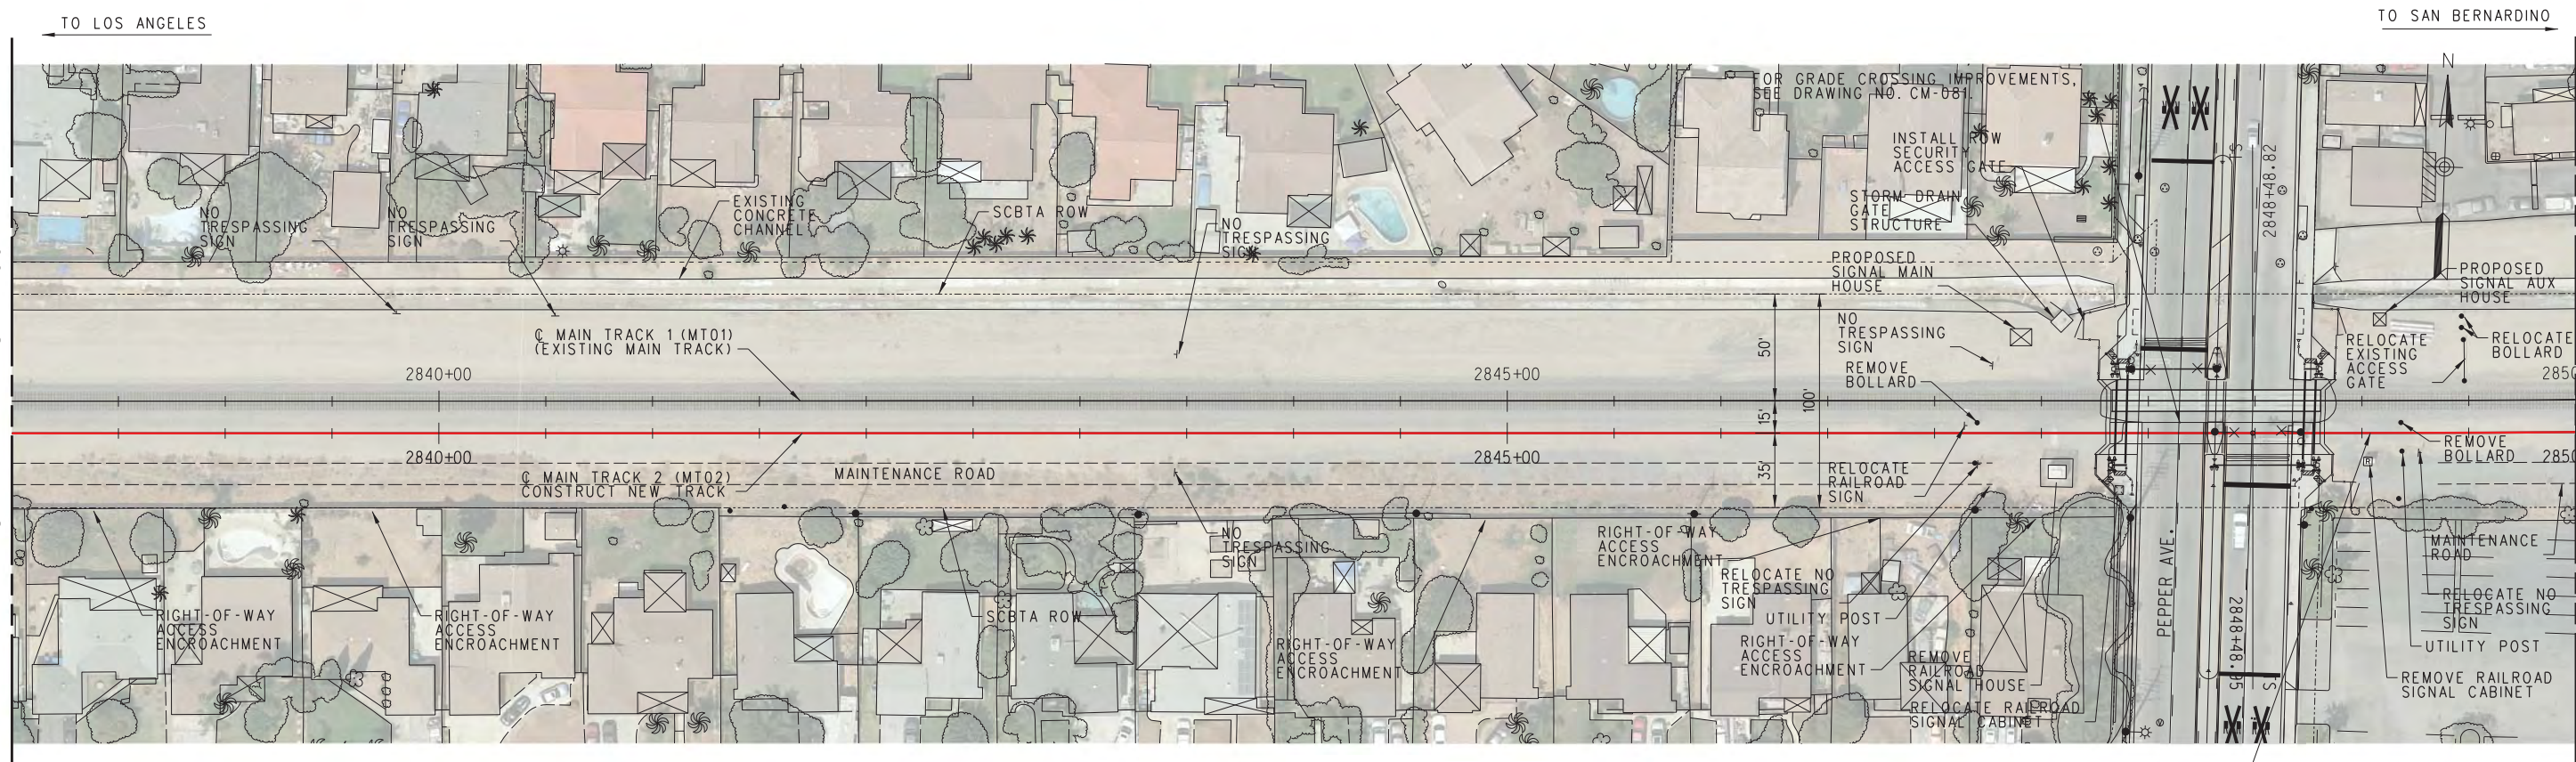 TO LOS ANGELES
TO SAN BERNARDINO
N
FOR GRADE CROSSING IMPROVEMENTS,
SEE DRAWING NO. CM-081.
INSTALL ROW
SECURITY
ACCESS GATE
STORM DRAIN
GATE
STRUCTURE
2848+48.82
NO
TRESPASSING
SIGN
NO
TRESPASSING
SIGN
EXISTING
CONCRETE
CHANNEL
SCBTA ROW
NO
TRESPASSING
SIGN
PROPOSED
SIGNAL MAIN
HOUSE
PROPOSED
SIGNAL AUX
HOUSE
NO
TRESPASSING
SIGN
RELOCATE
EXISTING
ACCESS
GATE
RELOCATE
BOLLARD
℄ MAIN TRACK 1 (MT01)
(EXISTING MAIN TRACK)
REMOVE
BOLLARD
50'
15'
35'
100'
2840+00
2845+00
2850
2840+00
2845+00
2850
℄ MAIN TRACK 2 (MT02)
CONSTRUCT NEW TRACK
MAINTENANCE ROAD
RELOCATE
RAILROAD
SIGN
REMOVE
BOLLARD
NO
TRESPASSING
SIGN
RIGHT-OF-WAY
ACCESS
ENCROACHMENT
RELOCATE NO
TRESPASSING
SIGN
UTILITY POST
RIGHT-OF-WAY
ACCESS
ENCROACHMENT
REMOVE
RAILROAD
SIGNAL HOUSE
RELOCATE RAILROAD
SIGNAL CABINET
RIGHT-OF-WAY
ACCESS
ENCROACHMENT
RIGHT-OF-WAY
ACCESS
ENCROACHMENT
SCBTA ROW
RIGHT-OF-WAY
ACCESS
ENCROACHMENT
PEPPER AVE.
2848+48.95
MAINTENANCE
ROAD
RELOCATE NO
TRESPASSING
SIGN
UTILITY POST
REMOVE RAILROAD
SIGNAL CABINET